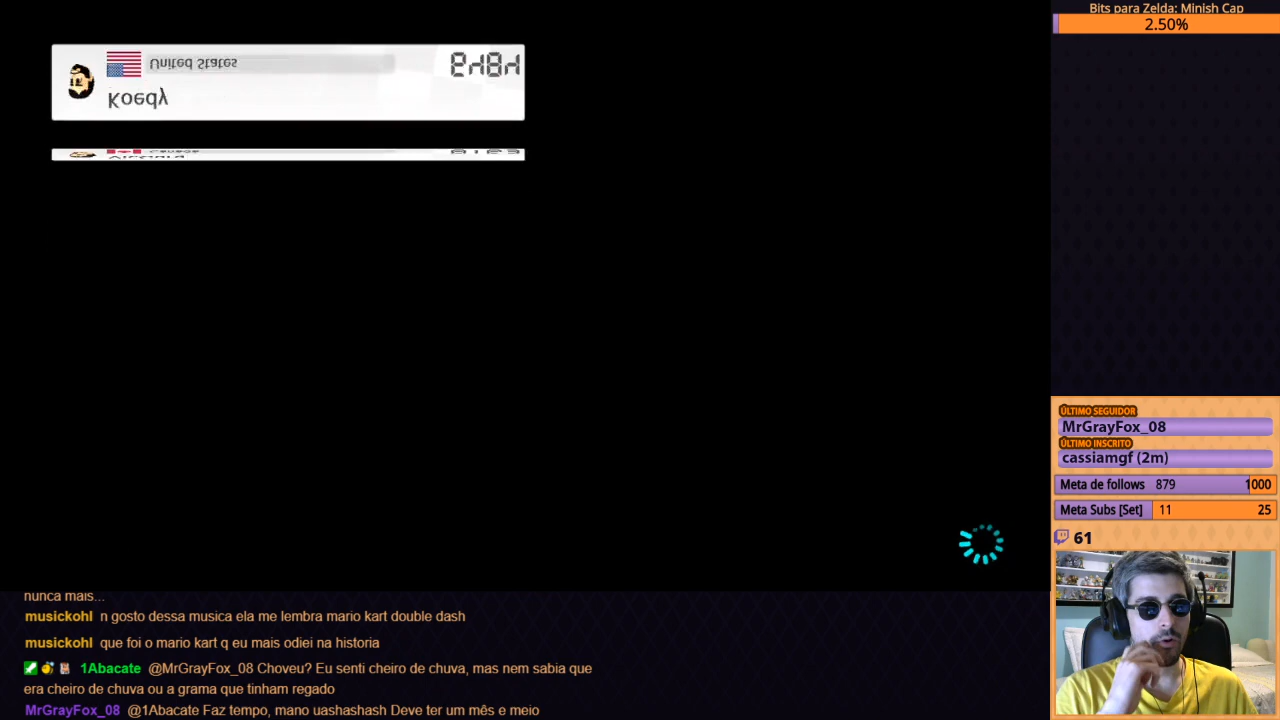 Bits para Zelda: Minish Cap
2.50%
United States
8484
Koedy
ÚLTIMO SEGUIDOR
MrGrayFox_08
ÚLTIMO INSCRITO
cassiamgf (2m)
Meta de follows 879 1000
Meta Subs [Set] 11 25
61
nunca mais...
musickohl n gosto dessa musica ela me lembra mario kart double dash
musickohl que foi o mario kart q eu mais odiei na historia
1Abacate @MrGrayFox_08 Choveu? Eu senti cheiro de chuva, mas nem sabia que
era cheiro de chuva ou a grama que tinham regado
MrGrayFox_08 @1Abacate Faz tempo, mano uashashash Deve ter um mês e meio